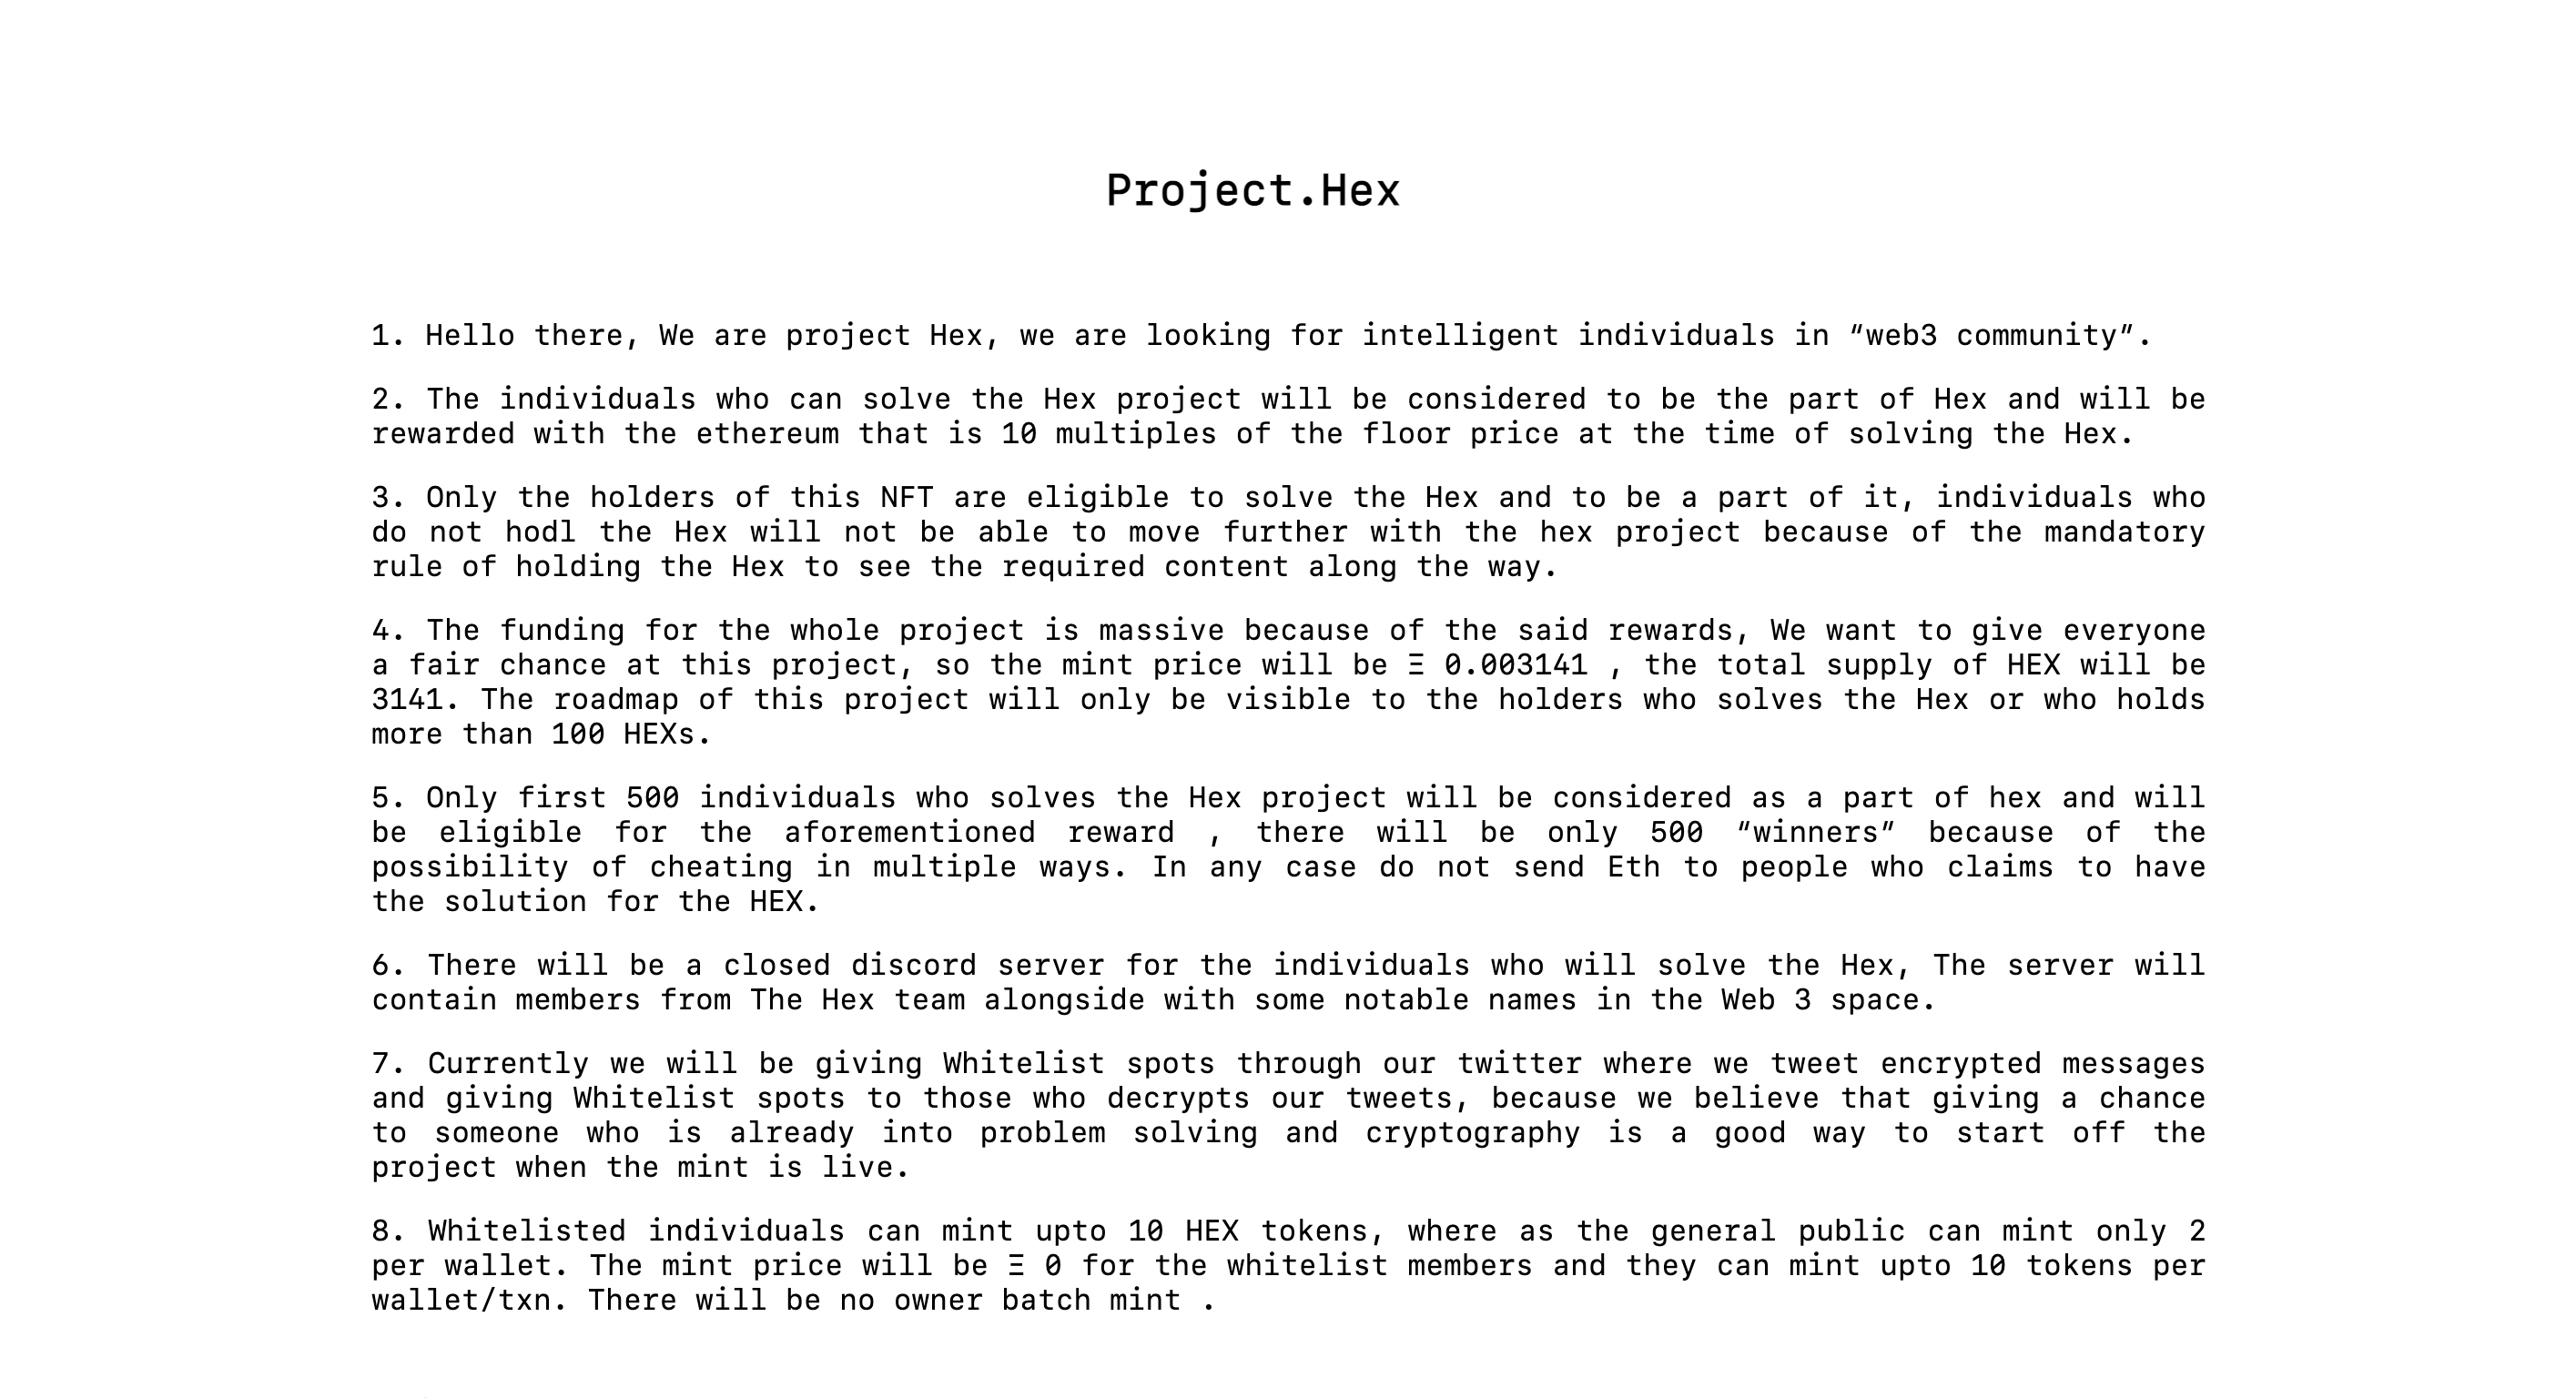 Project.Hex
1. Hello there, We are project Hex, we are looking for intelligent individuals in “web3 community”.
2. The individuals who can solve the Hex project will be considered to be the part of Hex and will be
rewarded with the ethereum that is 10 multiples of the floor price at the time of solving the Hex.
3. Only the holders of this NFT are eligible to solve the Hex and to be a part of it, individuals who
do not hodl the Hex will not be able to move further with the hex project because of the mandatory
rule of holding the Hex to see the required content along the way.
4. The funding for the whole project is massive because of the said rewards, We want to give everyone
a fair chance at this project, so the mint price will be Ξ 0.003141 , the total supply of HEX will be
3141. The roadmap of this project will only be visible to the holders who solves the Hex or who holds
more than 100 HEXs.
5. Only first 500 individuals who solves the Hex project will be considered as a part of hex and will
be eligible for the aforementioned reward , there will be only 500 “winners” because of the
possibility of cheating in multiple ways. In any case do not send Eth to people who claims to have
the solution for the HEX.
6. There will be a closed discord server for the individuals who will solve the Hex, The server will
contain members from The Hex team alongside with some notable names in the Web 3 space.
7. Currently we will be giving Whitelist spots through our twitter where we tweet encrypted messages
and giving Whitelist spots to those who decrypts our tweets, because we believe that giving a chance
to someone who is already into problem solving and cryptography is a good way to start off the
project when the mint is live.
8. Whitelisted individuals can mint upto 10 HEX tokens, where as the general public can mint only 2
per wallet. The mint price will be Ξ 0 for the whitelist members and they can mint upto 10 tokens per
wallet/txn. There will be no owner batch mint .